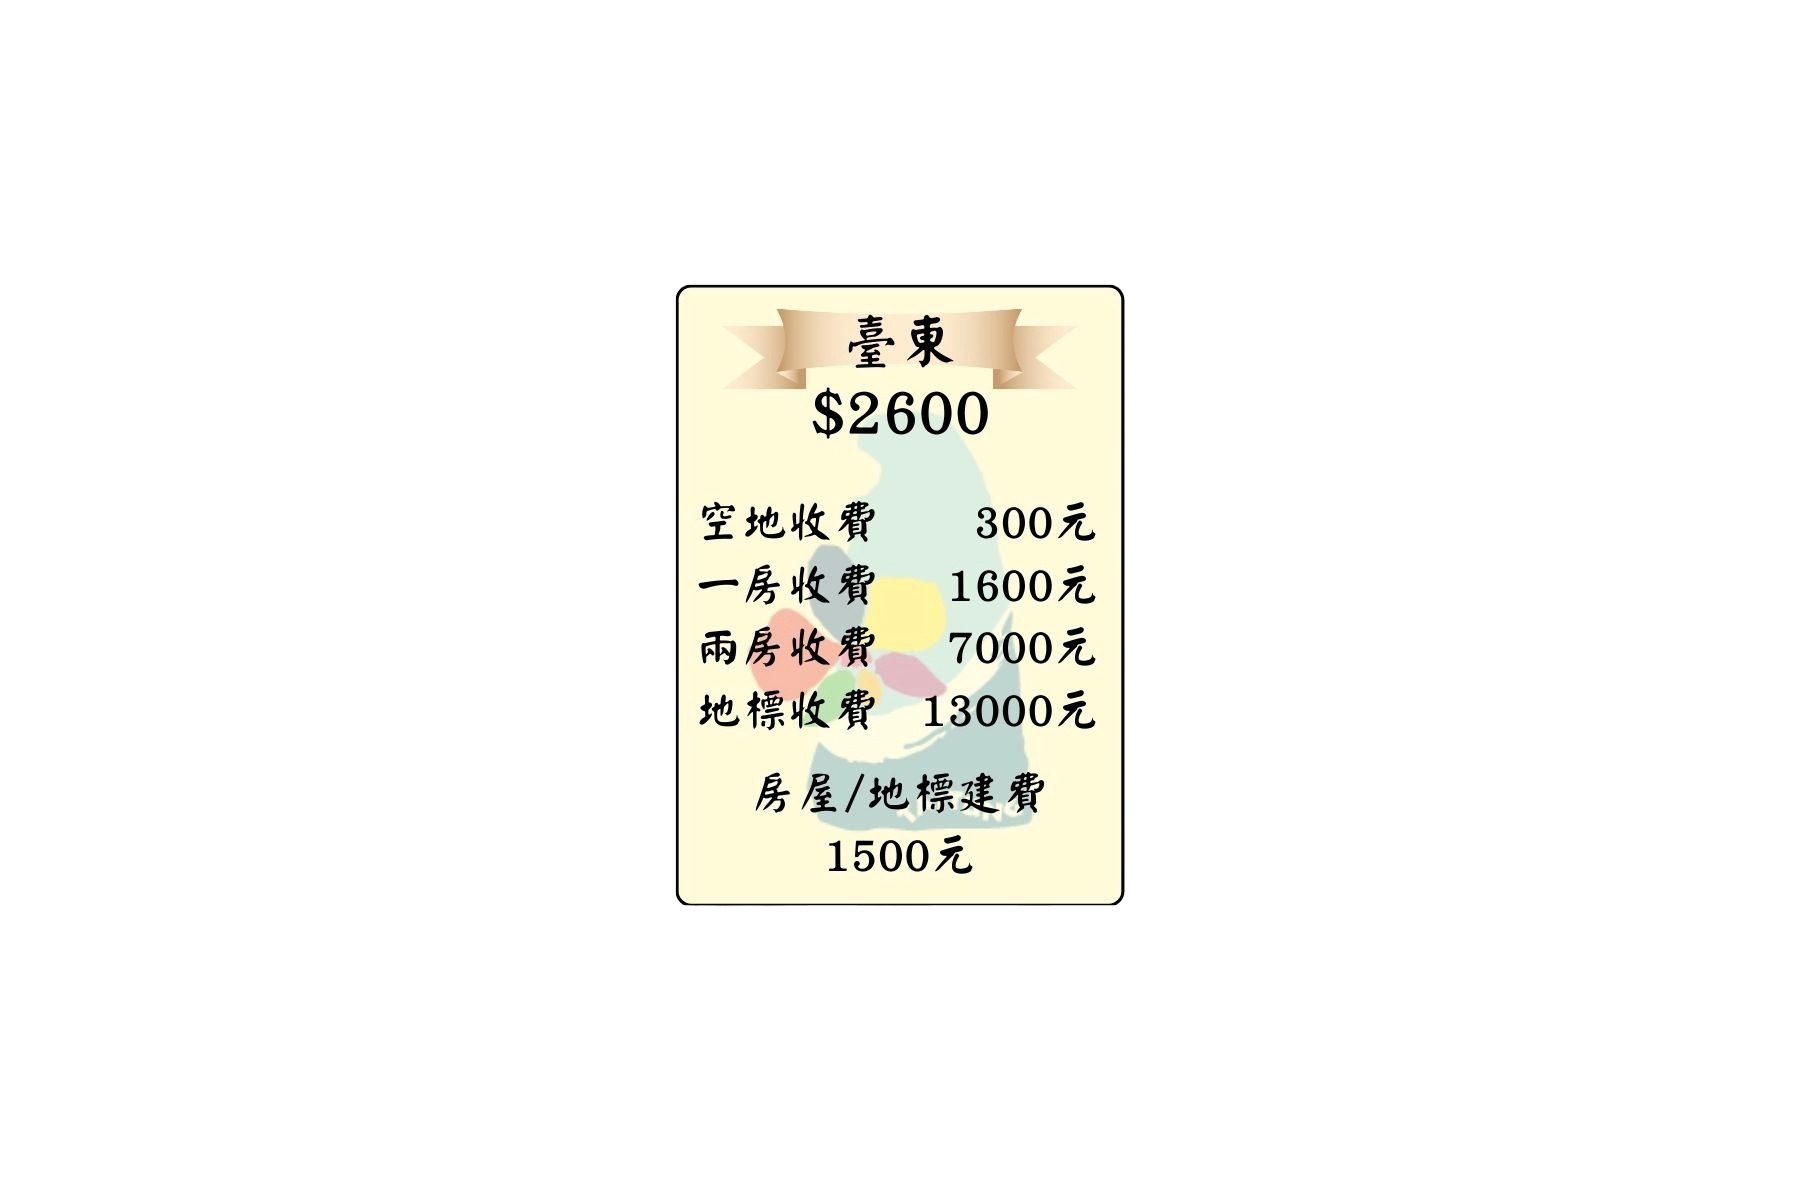 臺東
$2600
空地收費 300元
一房收費 1600元
兩房收費 7000元
地標收費 13000元
房屋/地標建費
1500元